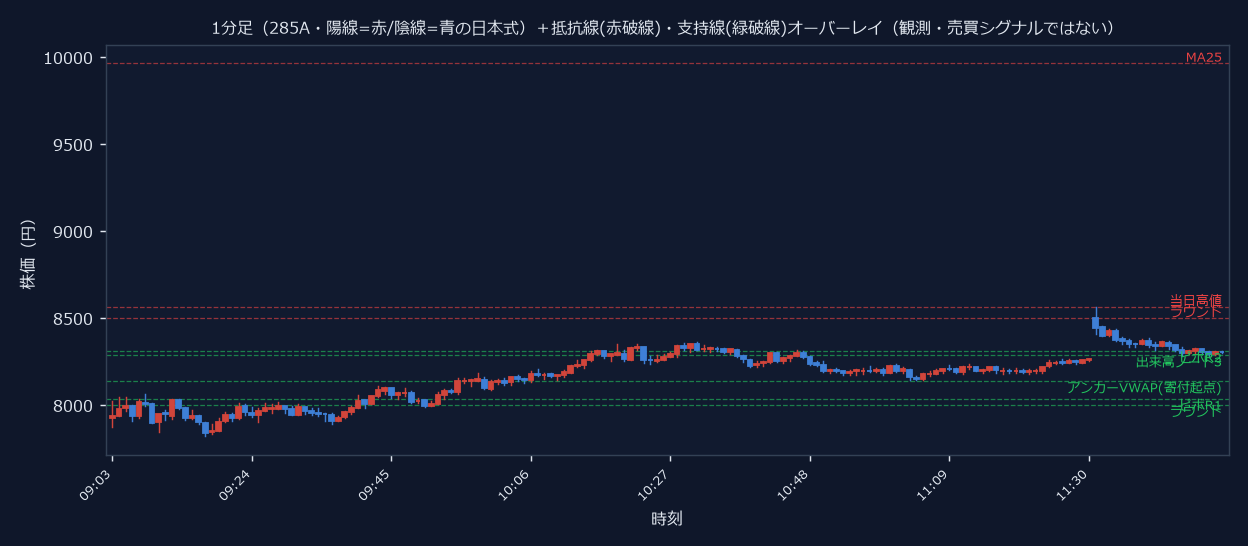 1分足（285A・陽線=赤/陰線=青の日本式）＋抵抗線(赤破線)・支持線(緑破線)オーバーレイ（観測・売買シグナルではない）
株価（円）
10000
9500
9000
8500
8000
MA25
当日高値
ラウンド
出来高ノード3
アンカーVWAP(寄付起点)
ピボR1
ラウンド
09:03
09:24
09:45
10:06
10:27
10:48
11:09
11:30
時刻